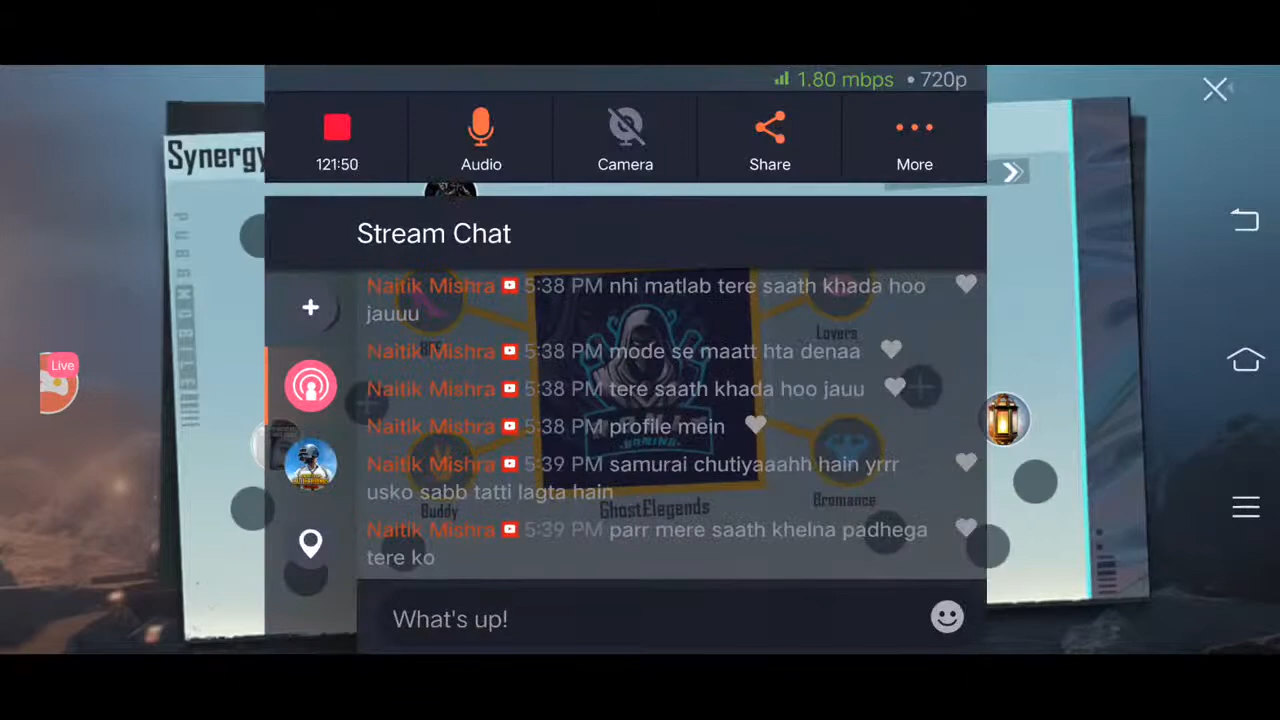 1.80 mbps • 720p
121:50
Audio
Camera
Share
More
Synergy
Stream Chat
Naitik Mishra 5:38 PM nhi matlab tere saath khada hoo
jauuu
Naitik Mishra 5:38 PM mode se maatt hta denaa
Naitik Mishra 5:38 PM tere saath khada hoo jauu
Naitik Mishra 5:38 PM profile mein
Naitik Mishra 5:39 PM samurai chutiyaaahh hain yrrr
usko sabb tatti lagta hain
Naitik Mishra 5:39 PM parr mere saath khelna padhega
tere ko
Lovers
Live
GAMING
Buddy
GhostElegends
Bromance
What's up!